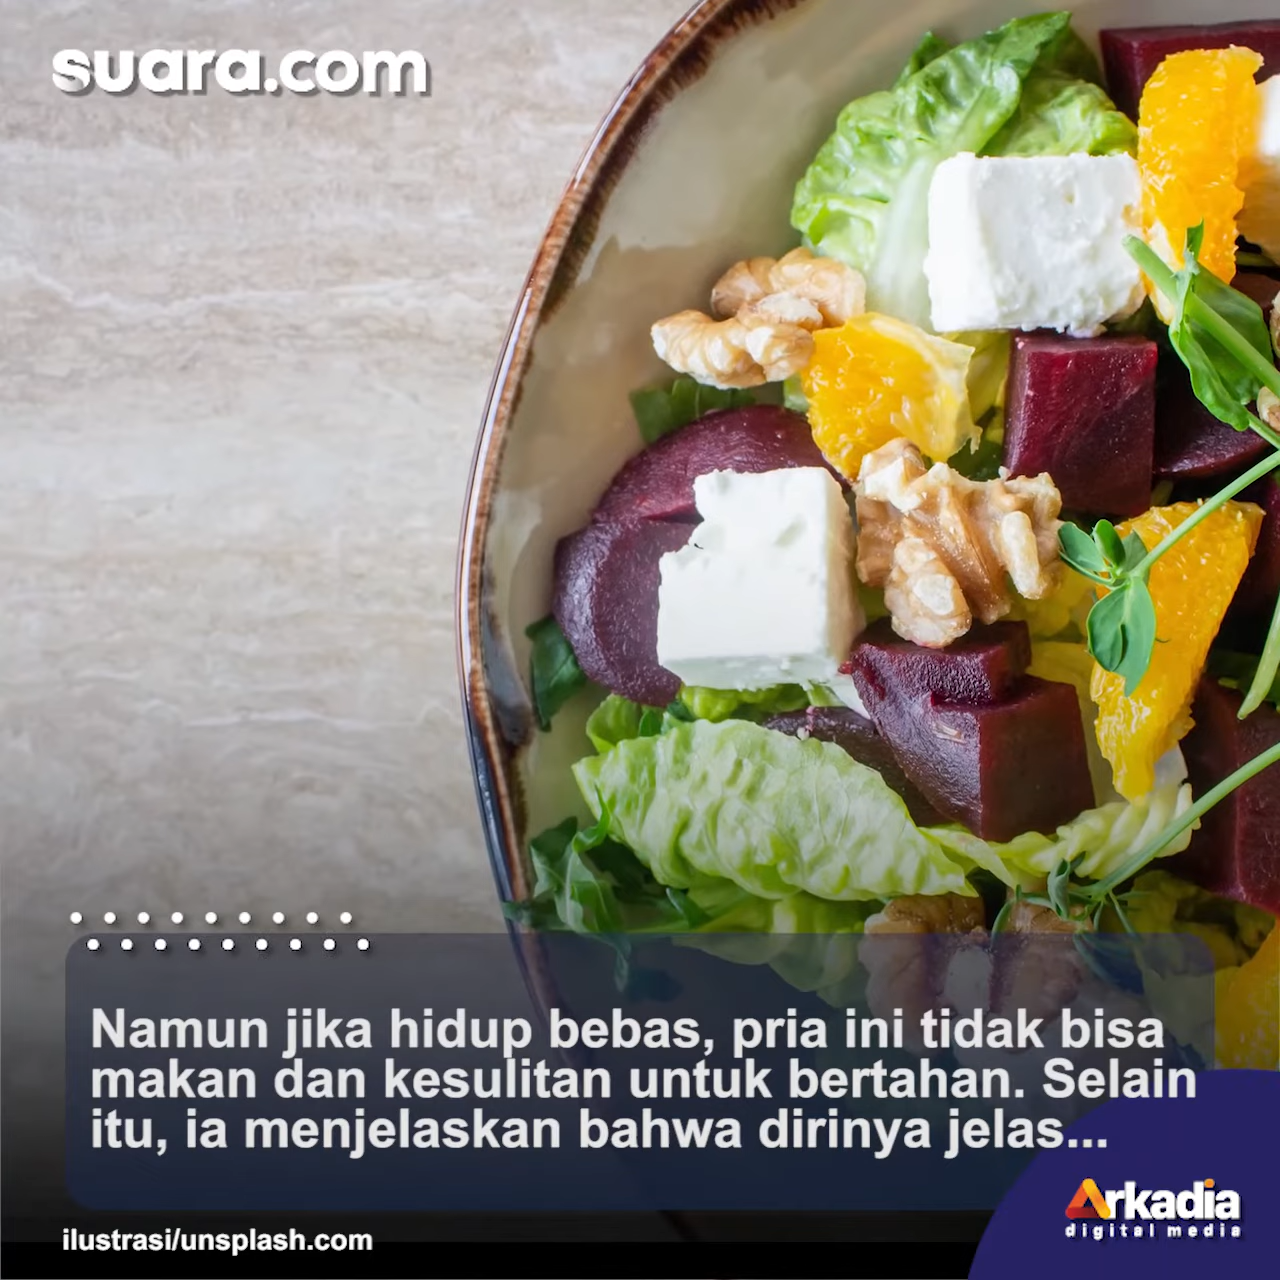 suara.com
Namun jika hidup bebas, pria ini tidak bisa
makan dan kesulitan untuk bertahan. Selain
itu, ia menjelaskan bahwa dirinya jelas...
Arkadia
digital media
ilustrasi/unsplash.com